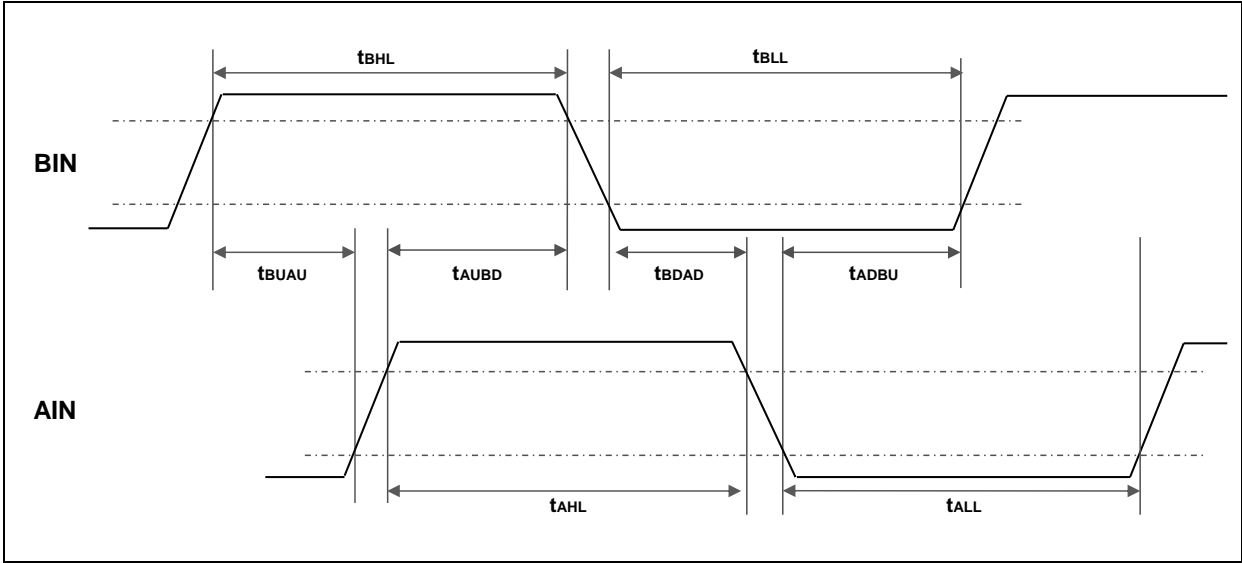 tBHL tBLL
BIN
tBUAU tAUBD tBDAD tADBU
AIN
tAHL tALL